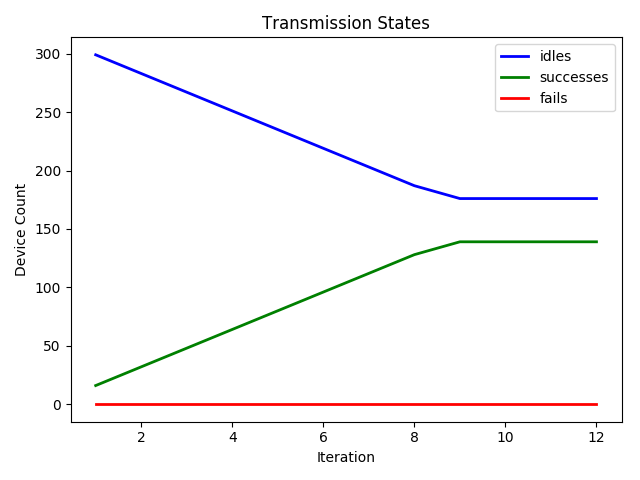 Transmission States
idles
successes
fails
Device Count
300
250
200
150
100
50
0
2 4 6 8 10 12
Iteration